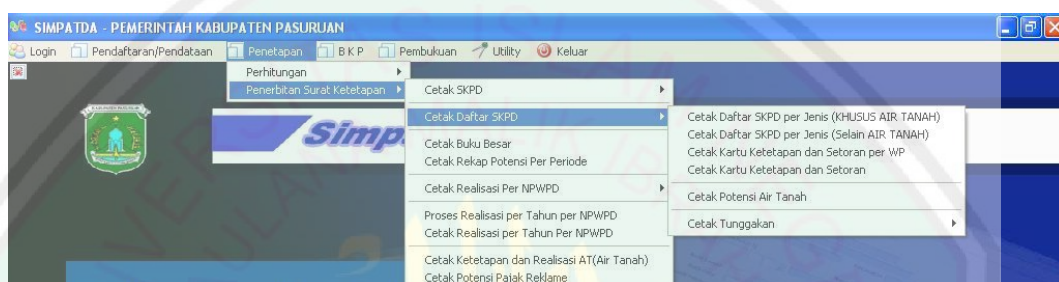 SIMPATDA - PEMERINTAH KABUPATEN PASURUAN
Login Pendaftaran/Pendataan Penetapan B K P Pembukuan Utility Keluar
Perhitungan
Penerbitan Surat Ketetapan
Cetak SKPD
Cetak Daftar SKPD
Cetak Buku Besar
Cetak Rekap Potensi Per Periode
Cetak Realisasi Per NPWPD
Proses Realisasi per Tahun per NPWPD
Cetak Realisasi per Tahun Per NPWPD
Cetak Ketetapan dan Realisasi AT(Air Tanah)
Cetak Potensi Pajak Reklame
Cetak Daftar SKPD per Jenis (KHUSUS AIR TANAH)
Cetak Daftar SKPD per Jenis (Selain AIR TANAH)
Cetak Kartu Ketetapan dan Setoran per WP
Cetak Kartu Ketetapan dan Setoran
Cetak Potensi Air Tanah
Cetak Tunggakan
Simp